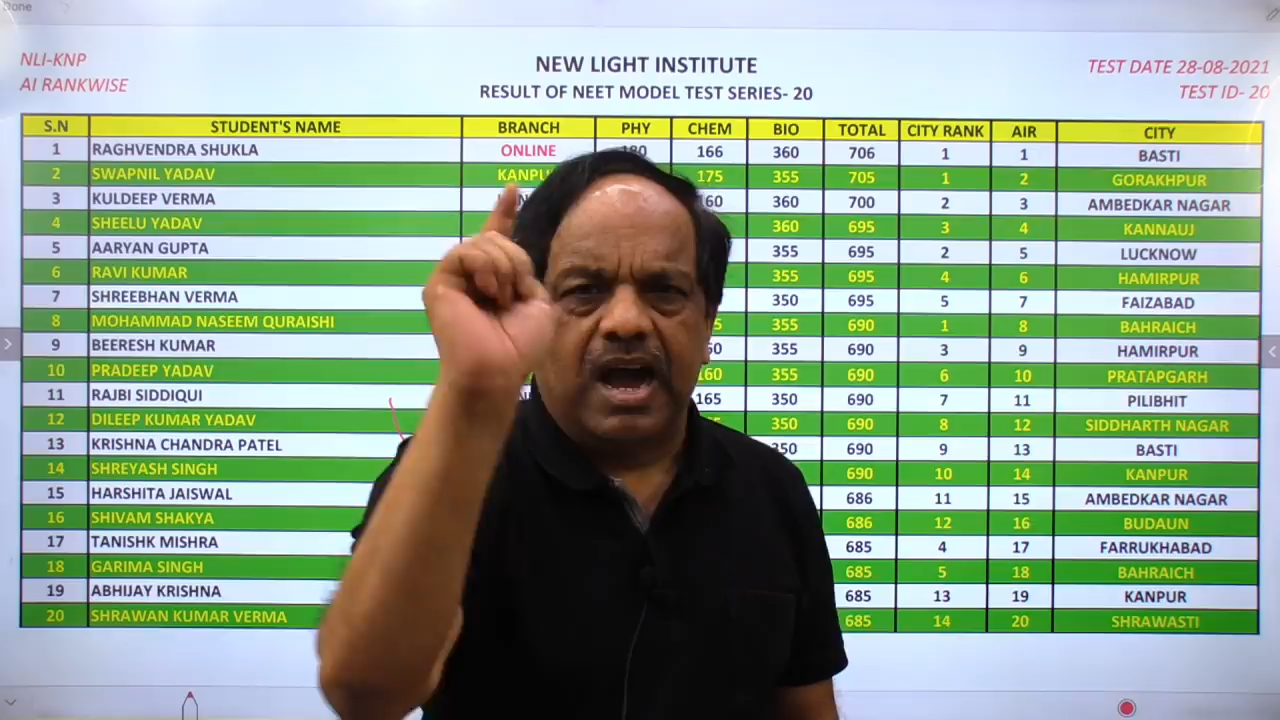 Done
NLI-KNP
AI RANKWISE
NEW LIGHT INSTITUTE
RESULT OF NEET MODEL TEST SERIES- 20
TEST DATE 28-08-2021
TEST ID- 20
S.N STUDENT'S NAME BRANCH PHY CHEM BIO TOTAL CITY RANK AIR CITY
1 RAGHVENDRA SHUKLA ONLINE 180 166 360 706 1 1 BASTI
2 SWAPNIL YADAV 175 355 705 1 2 GORAKHPUR
3 KULDEEP VERMA 360 700 2 3 AMBEDKAR NAGAR
4 SHEELU YADAV 360 695 3 4 KANNAUJ
5 AARYAN GUPTA 355 695 2 5 LUCKNOW
6 RAVI KUMAR 355 695 4 6 HAMIRPUR
7 SHREEBHAN VERMA 350 695 5 7 FAIZABAD
8 MOHAMMAD NASEEM QURAISHI 355 690 1 8 BAHRAICH
9 BEERESH KUMAR 355 690 3 9 HAMIRPUR
10 PRADEEP YADAV 160 355 690 6 10 PRATAPGARH
11 RAJBI SIDDIQUI 165 350 690 7 11 PILIBHIT
12 DILEEP KUMAR YADAV 350 690 8 12 SIDDHARTH NAGAR
13 KRISHNA CHANDRA PATEL 350 690 9 13 BASTI
14 SHREYASH SINGH 690 10 14 KANPUR
15 HARSHITA JAISWAL 686 11 15 AMBEDKAR NAGAR
16 SHIVAM SHAKYA 686 12 16 BUDAUN
17 TANISHK MISHRA 685 4 17 FARRUKHABAD
18 GARIMA SINGH 685 5 18 BAHRAICH
19 ABHIJAY KRISHNA 685 13 19 KANPUR
20 SHRAWAN KUMAR VERMA 685 14 20 SHRAWASTI